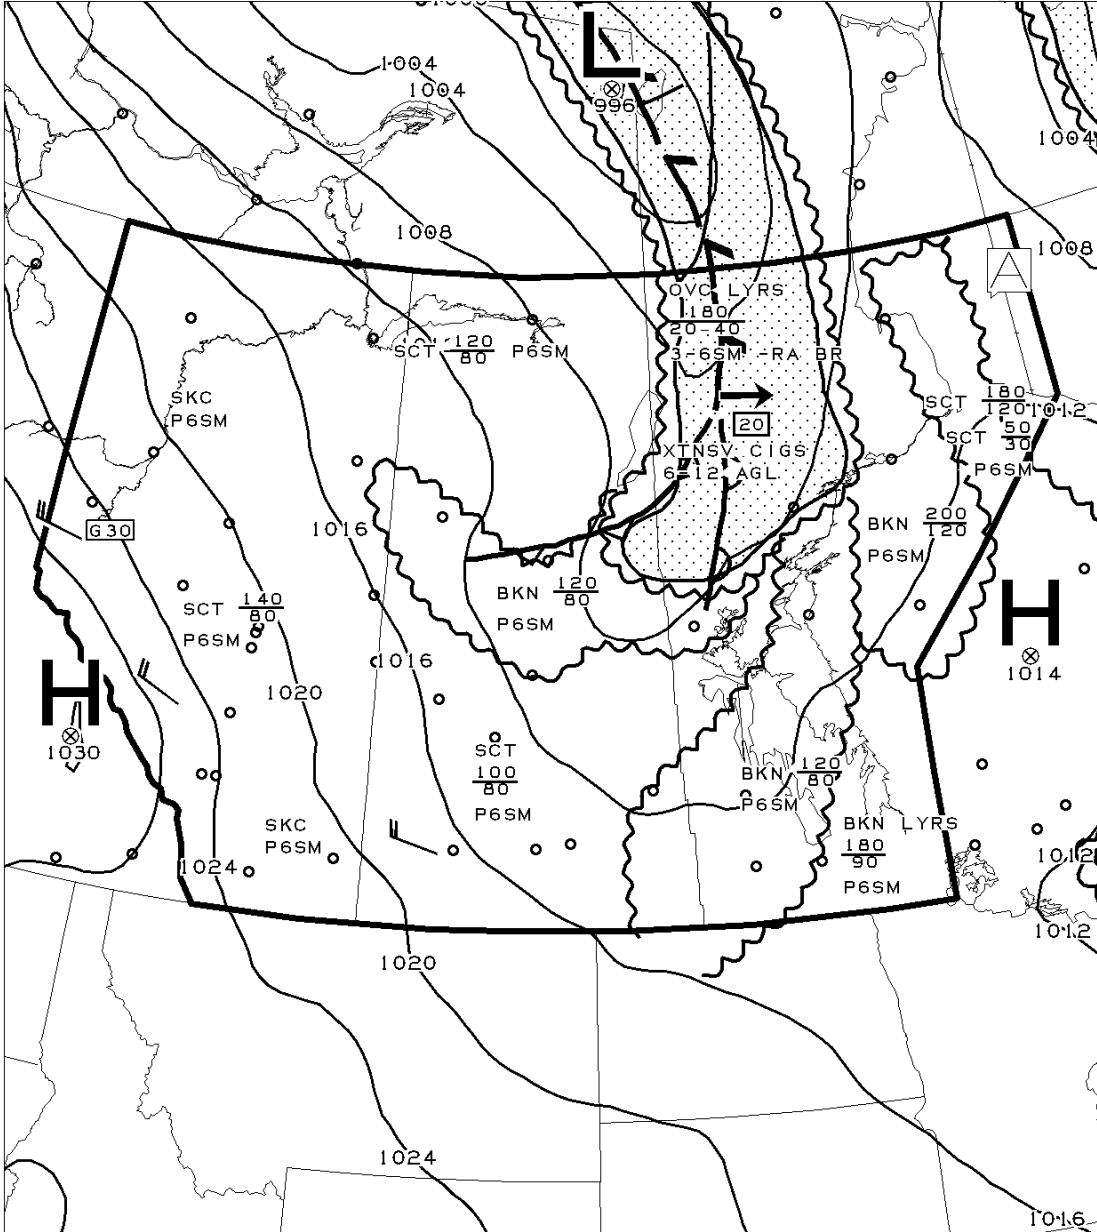 L
996
1004
1004
1004
1008
1008
A
OVC LYRS
180
20-40
3-6SM -RA BR
SCT 120
80 P6SM
SKC
P6SM
SCT 180
120
1012
SCT 50
30
P6SM
20
XTNSV CIGS
6-12 AGL
G30
1016
BKN 200
120
P6SM
BKN 120
80
P6SM
SCT 140
80
P6SM
H
1014
1016
H
1030
1020
SCT
100
80
P6SM
BKN 120
80
P6SM
SKC
P6SM
BKN LYRS
180
90
P6SM
1024
1012
1012
1020
1024
1016